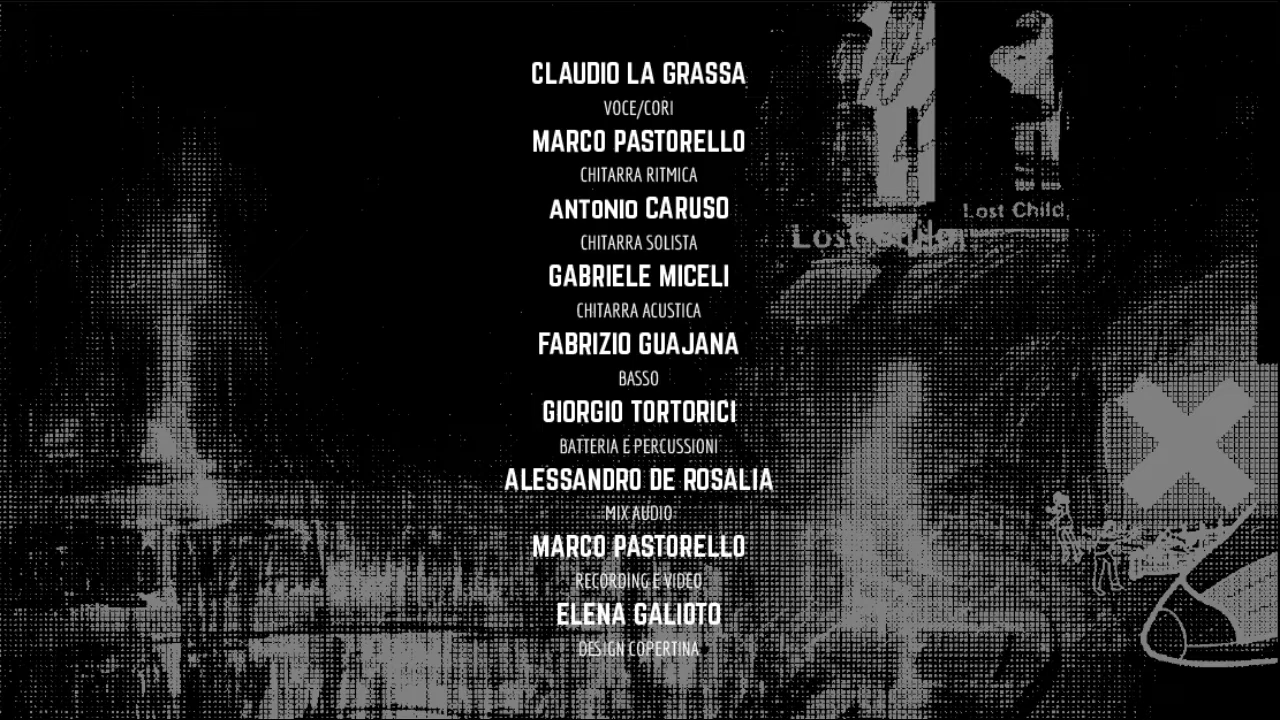 CLAUDIO LA GRASSA
VOCE/CORI
MARCO PASTORELLO
CHITARRA RITMICA
ANTONIO CARUSO
CHITARRA SOLISTA
GABRIELE MICELI
CHITARRA ACUSTICA
FABRIZIO GUAJANA
BASSO
GIORGIO TORTORICI
BATTERIA E PERCUSSIONI
ALESSANDRO DE ROSALIA
MIX AUDIO
MARCO PASTORELLO
RECORDING E VIDEO
ELENA GALIOTO
DESIGN COPERTINA
Lost Child
Lost Child